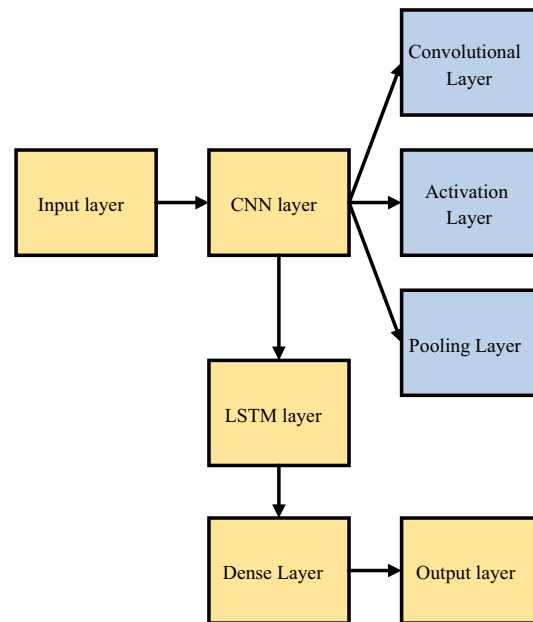 Convolutional
Layer
Input layer
CNN layer
Activation
Layer
Pooling Layer
LSTM layer
Dense Layer
Output layer